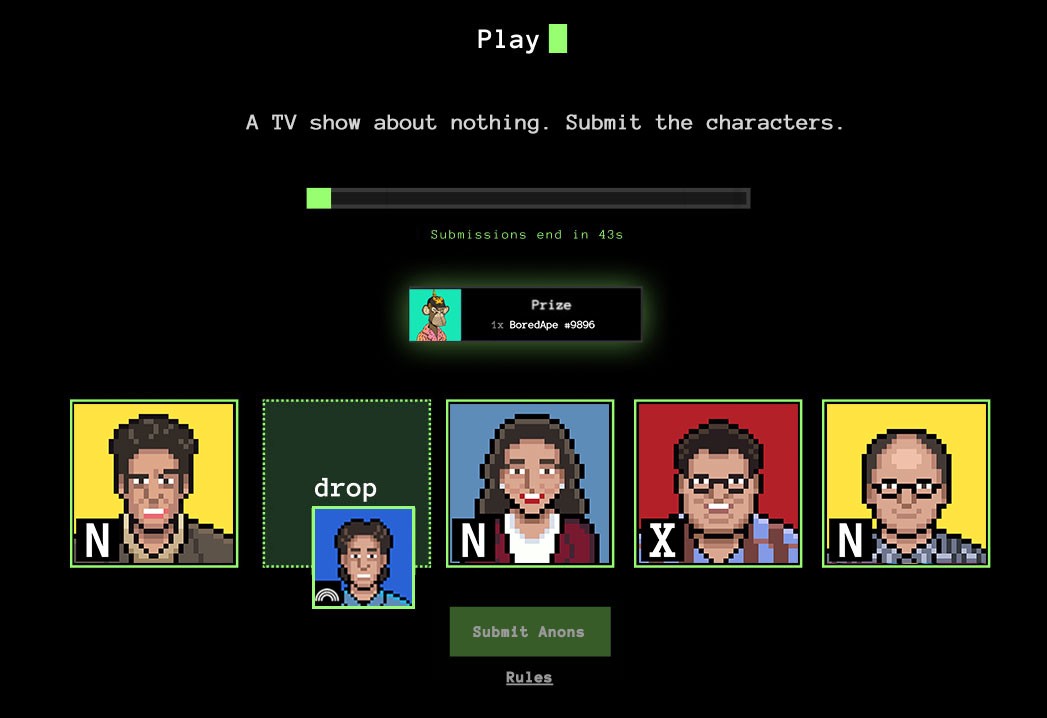 Play
A TV show about nothing. Submit the characters.
Submissions end in 43s
Prize
1x BoredApe #9896
drop
N
N
X
N
Submit Anons
Rules